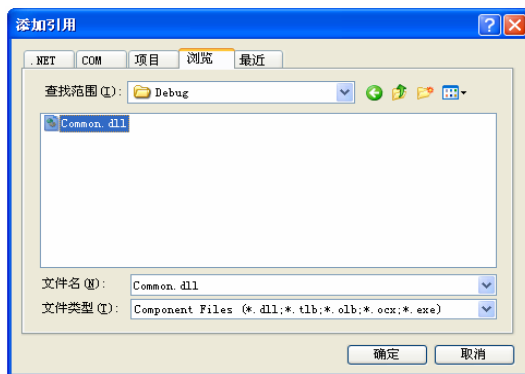 添加引用
.NET COM 项目 浏览 最近
查找范围(I): Debug
Common.dll
文件名(N): Common.dll
文件类型(T): Component Files (*.dll;*.tlb;*.olb;*.ocx;*.exe)
确定 取消